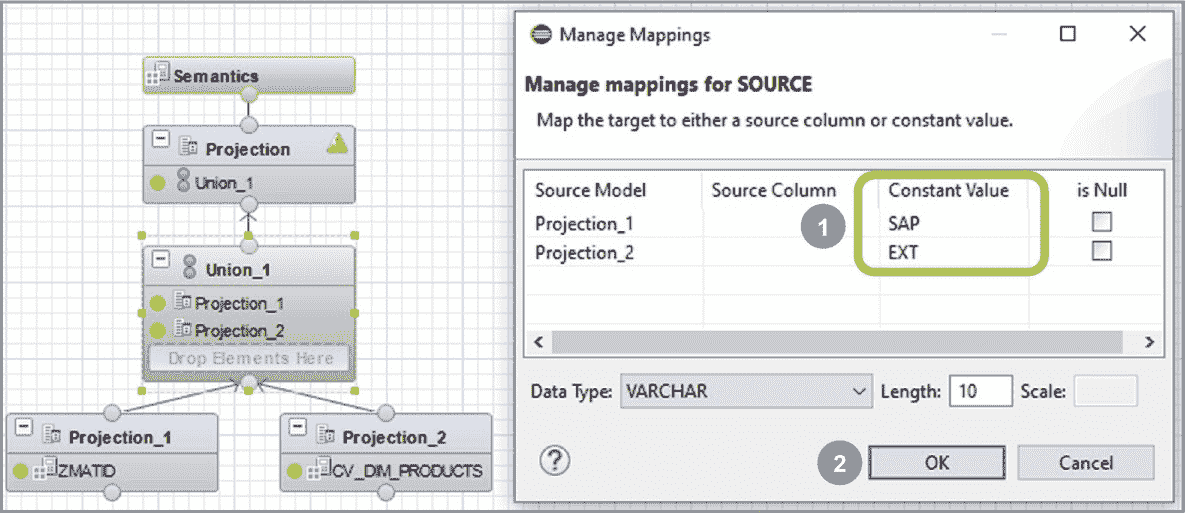 Semantics
Projection
Union_1
Union_1
Projection_1
Projection_2
Drop Elements Here
Projection_1
ZMATID
Projection_2
CV_DIM_PRODUCTS
Manage Mappings
Manage mappings for SOURCE
Map the target to either a source column or constant value.
Source Model Source Column Constant Value is Null
Projection_1 1 SAP
Projection_2 EXT
Data Type: VARCHAR Length: 10 Scale:
? 2 OK Cancel